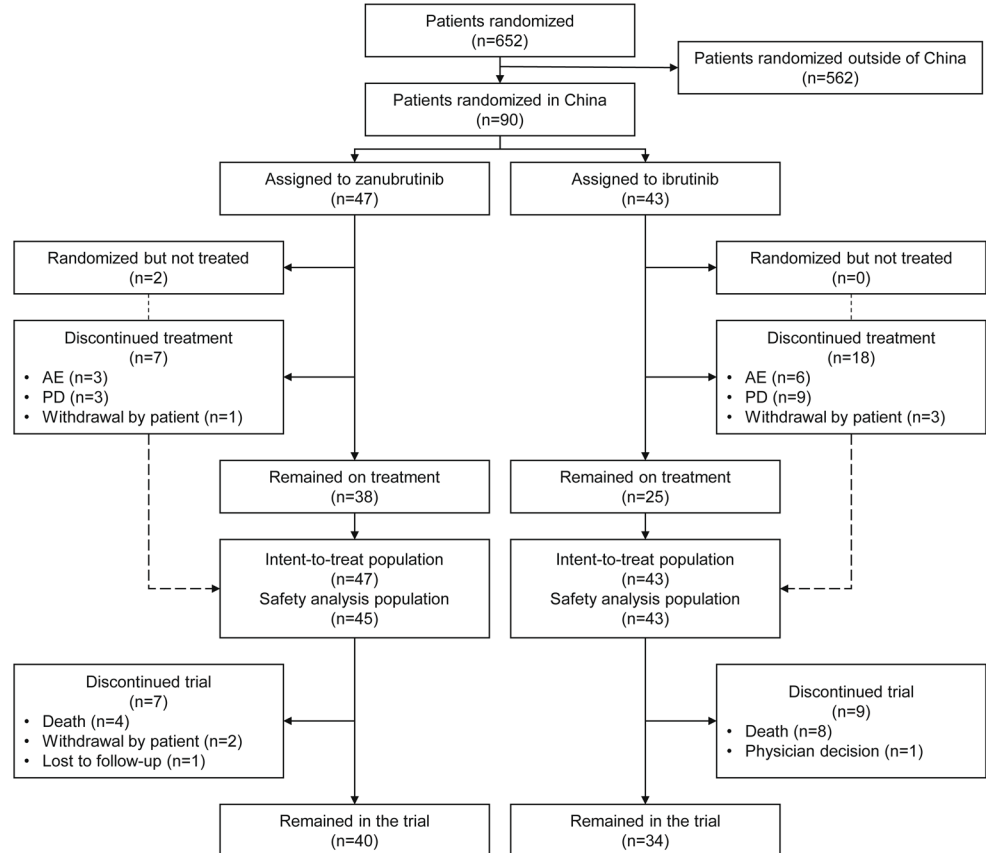 Patients randomized
(n=652)
Patients randomized outside of China
(n=562)
Patients randomized in China
(n=90)
Assigned to zanubrutinib
(n=47)
Assigned to ibrutinib
(n=43)
Randomized but not treated
(n=2)
Randomized but not treated
(n=0)
Discontinued treatment
(n=7)
• AE (n=3)
• PD (n=3)
• Withdrawal by patient (n=1)
Discontinued treatment
(n=18)
• AE (n=6)
• PD (n=9)
• Withdrawal by patient (n=3)
Remained on treatment
(n=38)
Remained on treatment
(n=25)
Intent-to-treat population
(n=47)
Safety analysis population
(n=45)
Intent-to-treat population
(n=43)
Safety analysis population
(n=43)
Discontinued trial
(n=7)
• Death (n=4)
• Withdrawal by patient (n=2)
• Lost to follow-up (n=1)
Discontinued trial
(n=9)
• Death (n=8)
• Physician decision (n=1)
Remained in the trial
(n=40)
Remained in the trial
(n=34)